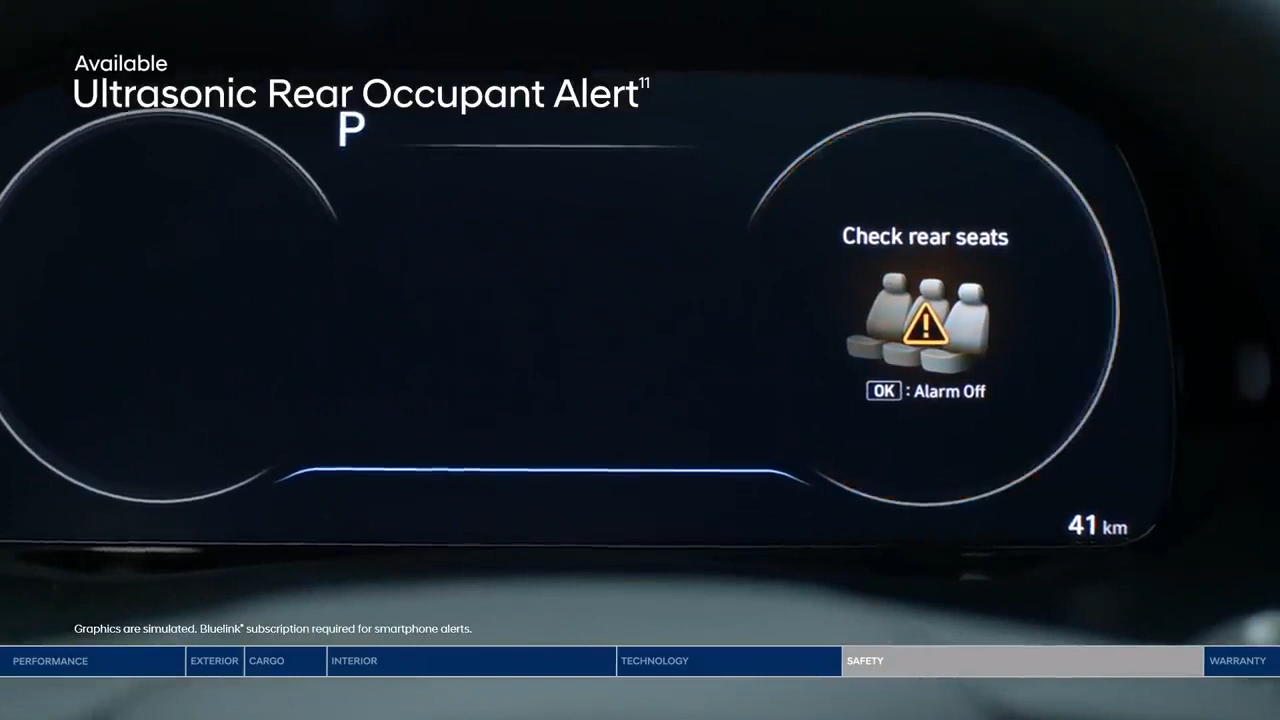 Available
Ultrasonic Rear Occupant Alert¹¹
P
Check rear seats
OK : Alarm Off
41 km
Graphics are simulated. Bluelink® subscription required for smartphone alerts.
PERFORMANCE EXTERIOR CARGO INTERIOR TECHNOLOGY SAFETY WARRANTY